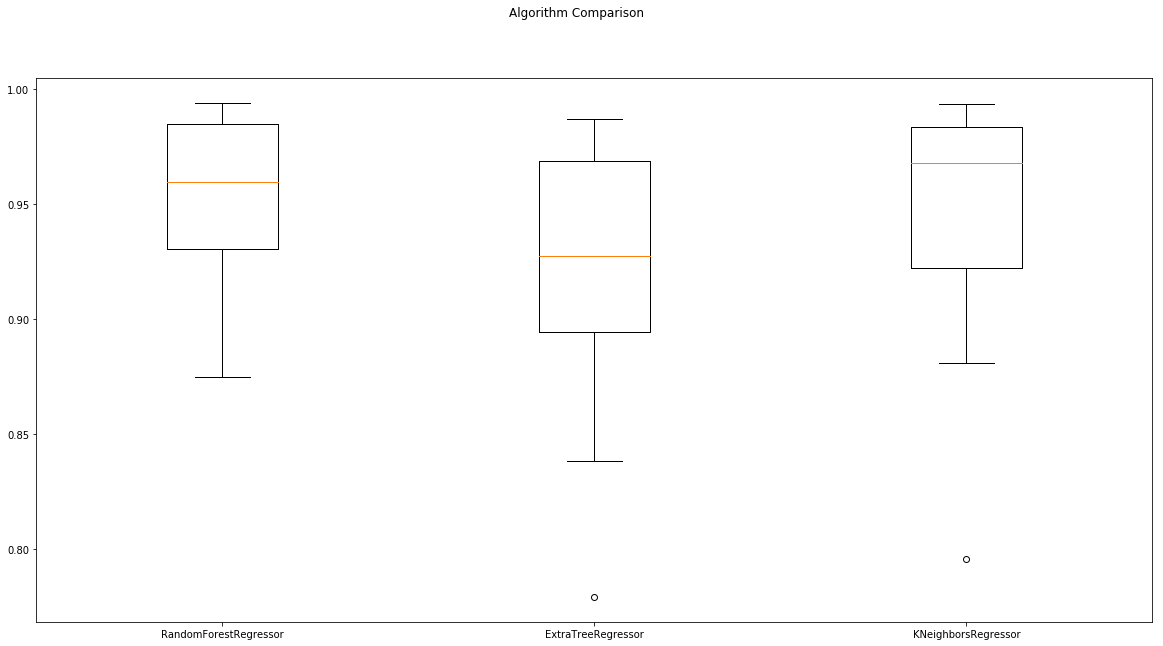 Algorithm Comparison
1.00
0.95
0.90
0.85
0.80
RandomForestRegressor
ExtraTreeRegressor
KNeighborsRegressor